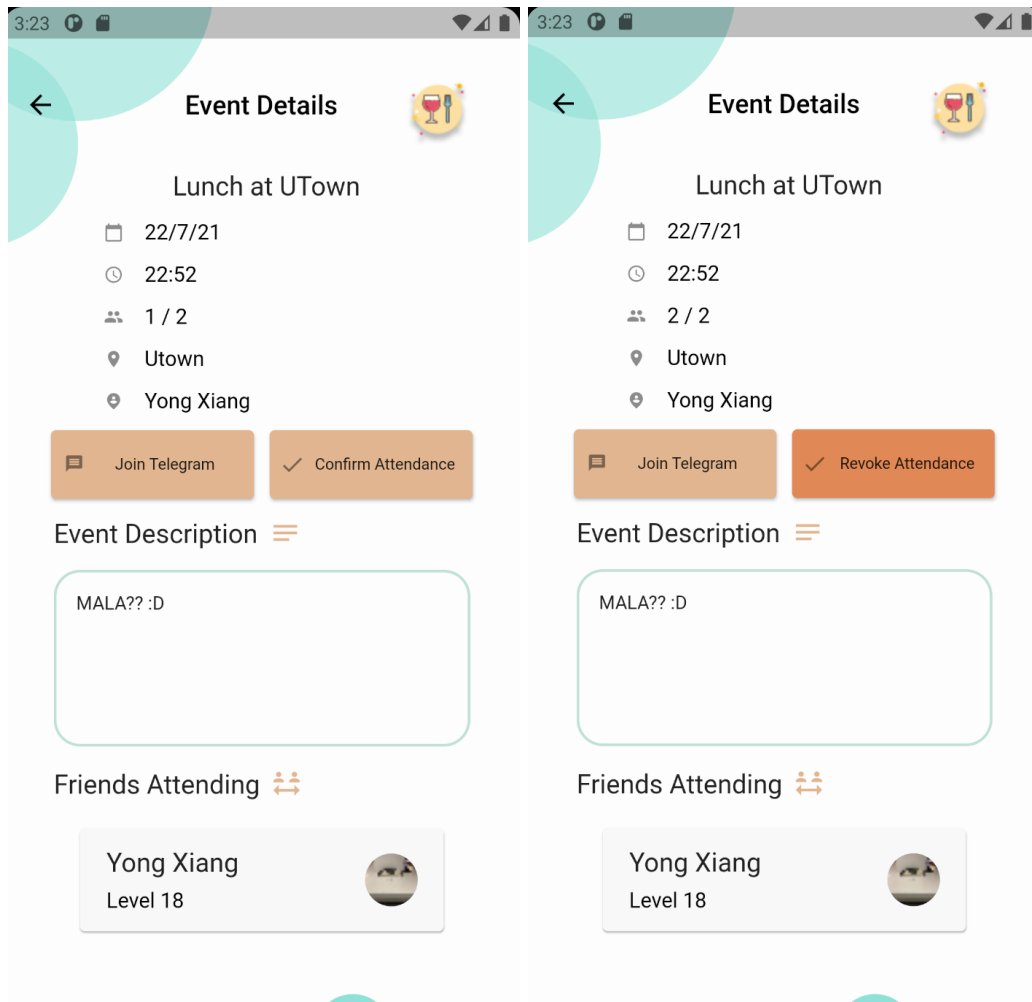 3:23
Event Details
Lunch at UTown
22/7/21
22:52
1 / 2
Utown
Yong Xiang
Join Telegram
Confirm Attendance
Event Description
MALA?? :D
Friends Attending
Yong Xiang
Level 18
3:23
Event Details
Lunch at UTown
22/7/21
22:52
2 / 2
Utown
Yong Xiang
Join Telegram
Revoke Attendance
Event Description
MALA?? :D
Friends Attending
Yong Xiang
Level 18